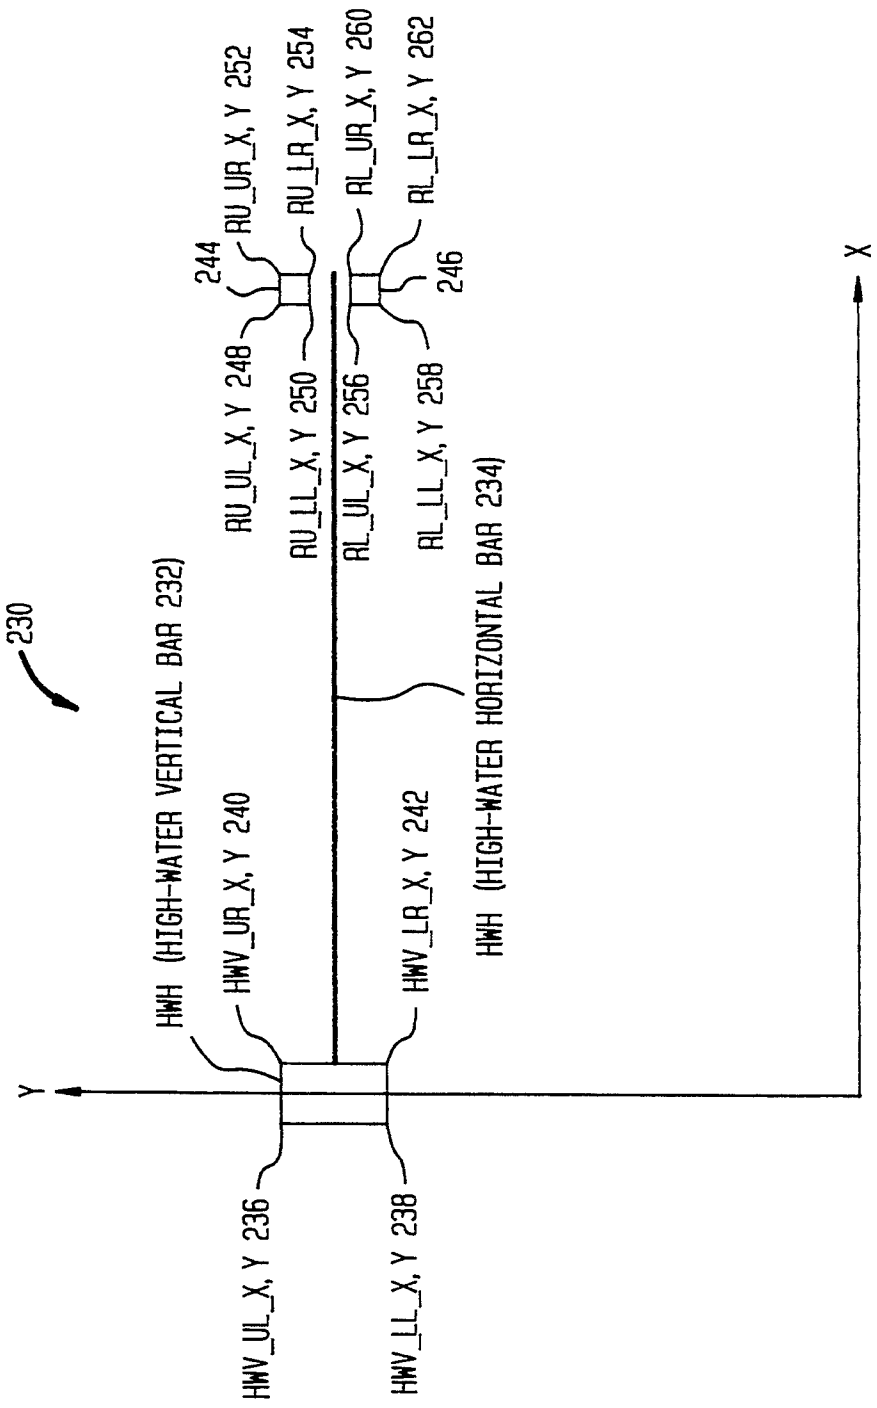 230
Y
HWH (HIGH-WATER VERTICAL BAR 232)
HWV_UL_X,Y 236
HWV_UR_X,Y 240
HWV_LL_X,Y 238
HWV_LR_X,Y 242
HWH (HIGH-WATER HORIZONTAL BAR 234)
244
RU_UL_X,Y 248
RU_UR_X,Y 252
RU_LL_X,Y 250
RU_LR_X,Y 254
RL_UL_X,Y 256
RL_UR_X,Y 260
RL_LL_X,Y 258
RL_LR_X,Y 262
246
X